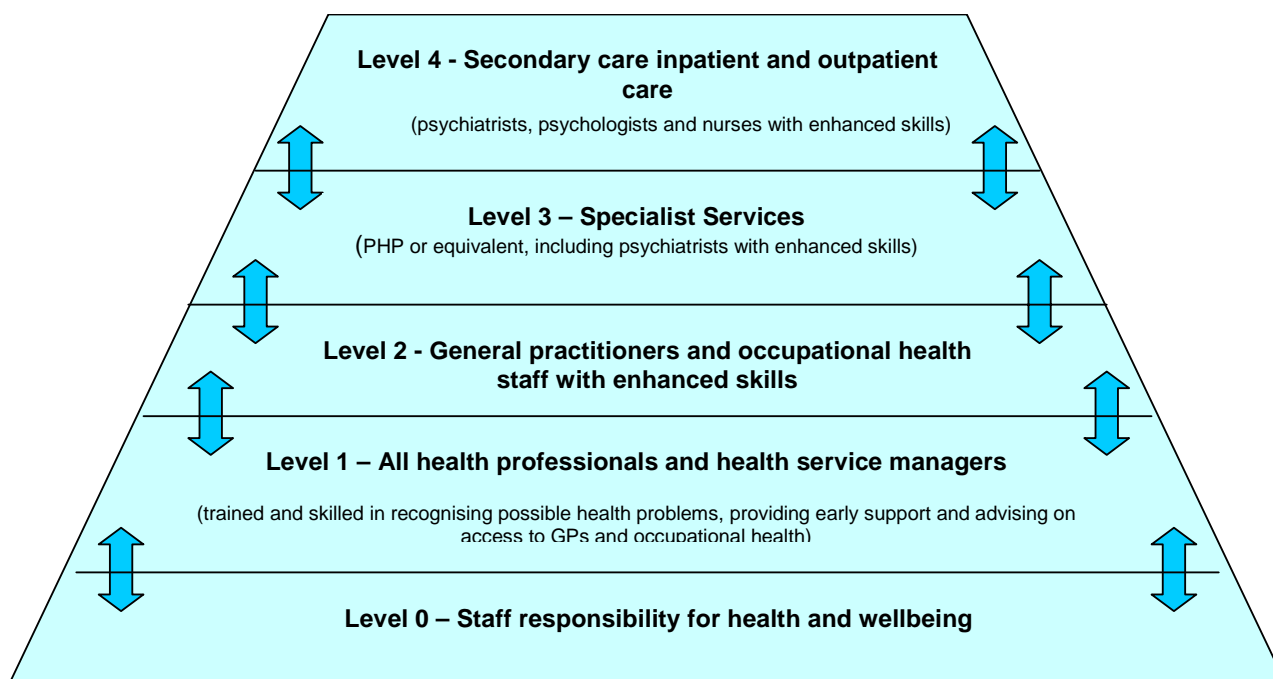 Level 4 - Secondary care inpatient and outpatient
care
(psychiatrists, psychologists and nurses with enhanced skills)
Level 3 – Specialist Services
(PHP or equivalent, including psychiatrists with enhanced skills)
Level 2 - General practitioners and occupational health
staff with enhanced skills
Level 1 – All health professionals and health service managers
(trained and skilled in recognising possible health problems, providing early support and advising on
access to GPs and occupational health)
Level 0 – Staff responsibility for health and wellbeing